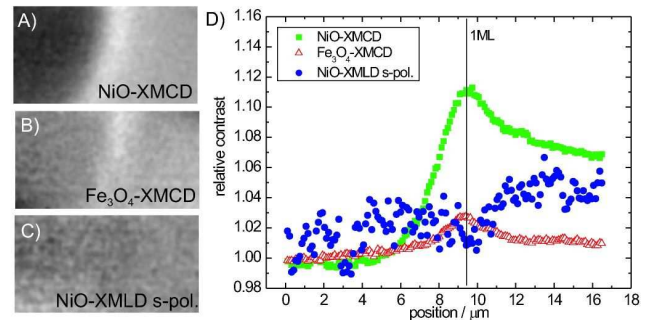 A)
NiO-XMCD
B)
Fe₃O₄-XMCD
C)
NiO-XMLD s-pol.
D)
relative contrast
1.16
1.14
1.12
1.10
1.08
1.06
1.04
1.02
1.00
0.98
NiO-XMCD
Fe₃O₄-XMCD
NiO-XMLD s-pol.
1ML
0 2 4 6 8 10 12 14 16 18
position / μm